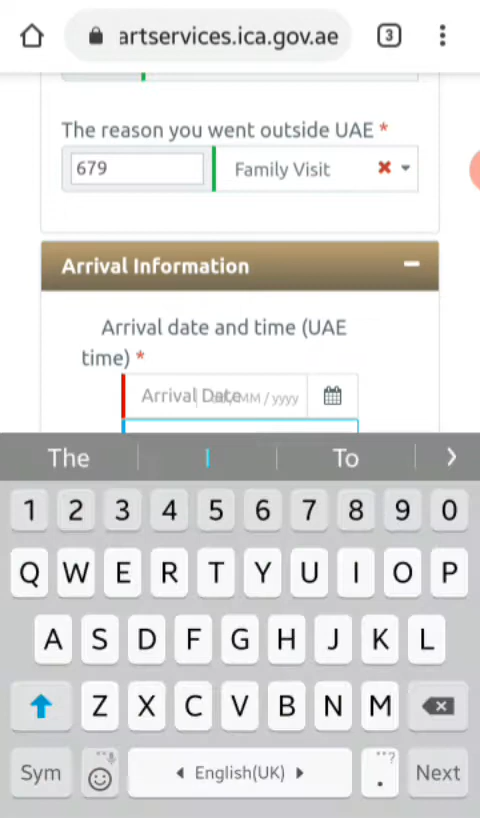 artservices.ica.gov.ae 3
The reason you went outside UAE *
679 Family Visit
Arrival Information
Arrival date and time (UAE
time) *
Arrival Date MM / yyyy
The I To
1 2 3 4 5 6 7 8 9 0
Q W E R T Y U I O P
A S D F G H J K L
Z X C V B N M
Sym English(UK) . Next